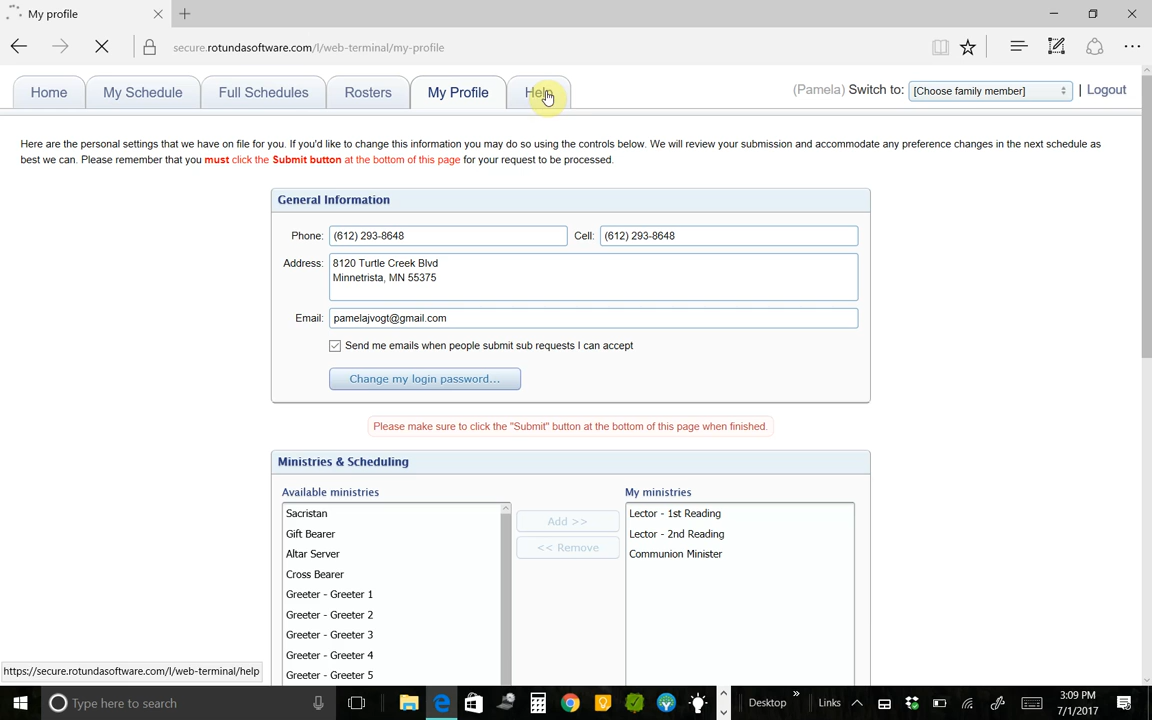 My profile
secure.rotundasoftware.com/l/web-terminal/my-profile
Home
My Schedule
Full Schedules
Rosters
My Profile
Help
(Pamela) Switch to: [Choose family member] | Logout
Here are the personal settings that we have on file for you. If you'd like to change this information you may do so using the controls below. We will review your submission and accommodate any preference changes in the next schedule as
best we can. Please remember that you must click the Submit button at the bottom of this page for your request to be processed.
General Information
Phone: (612) 293-8648 Cell: (612) 293-8648
Address: 8120 Turtle Creek Blvd
Minnetrista, MN 55375
Email: pamelajvogt@gmail.com
Send me emails when people submit sub requests I can accept
Change my login password...
Please make sure to click the "Submit" button at the bottom of this page when finished.
Ministries & Scheduling
Available ministries
Sacristan
Gift Bearer
Altar Server
Cross Bearer
Greeter - Greeter 1
Greeter - Greeter 2
Greeter - Greeter 3
Greeter - Greeter 4
Greeter - Greeter 5
Add >>
<< Remove
My ministries
Lector - 1st Reading
Lector - 2nd Reading
Communion Minister
https://secure.rotundasoftware.com/l/web-terminal/help
Type here to search
Desktop
Links
3:09 PM
7/1/2017